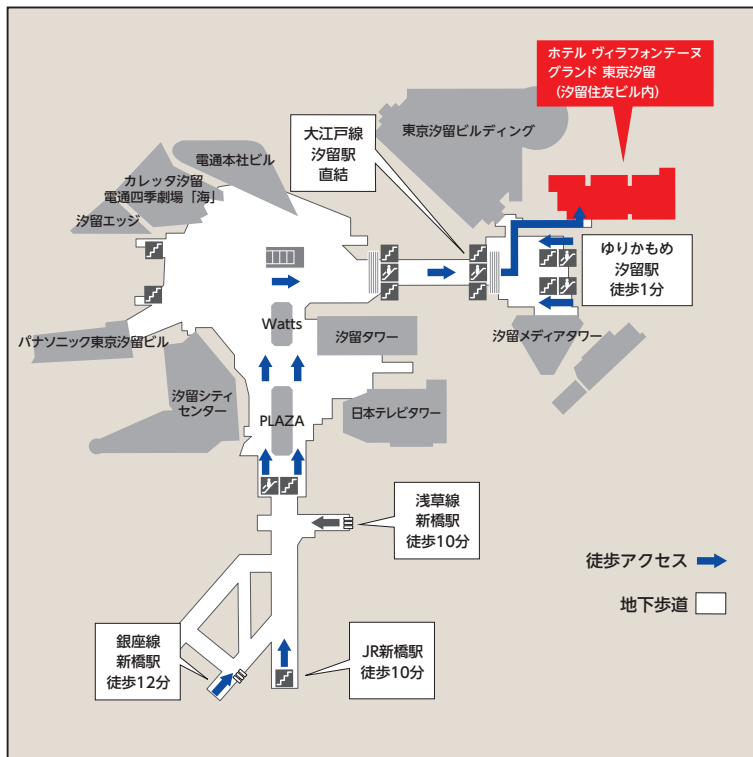 ホテル ヴィラフォンテーヌ
グランド 東京汐留
（汐留住友ビル内）
大江戸線
汐留駅
直結
東京汐留ビルディング
電通本社ビル
カレッタ汐留
電通四季劇場「海」
汐留エッジ
ゆりかもめ
汐留駅
徒歩1分
Watts
汐留タワー
汐留メディアタワー
パナソニック東京汐留ビル
汐留シティ
センター
PLAZA
日本テレビタワー
浅草線
新橋駅
徒歩10分
徒歩アクセス
地下歩道
銀座線
新橋駅
徒歩12分
JR新橋駅
徒歩10分